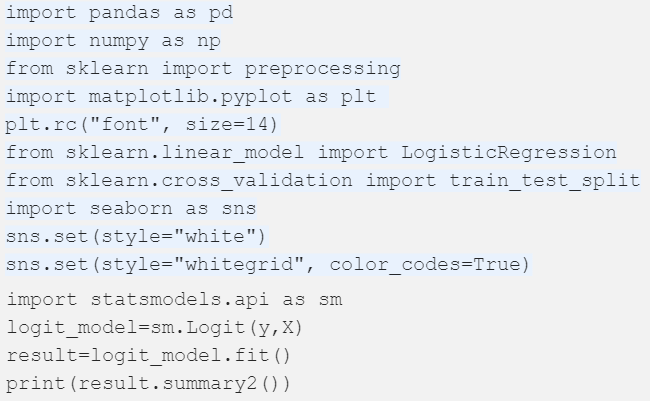 import pandas as pd
import numpy as np
from sklearn import preprocessing
import matplotlib.pyplot as plt
plt.rc("font", size=14)
from sklearn.linear_model import LogisticRegression
from sklearn.cross_validation import train_test_split
import seaborn as sns
sns.set(style="white")
sns.set(style="whitegrid", color_codes=True)
import statsmodels.api as sm
logit_model=sm.Logit(y,X)
result=logit_model.fit()
print(result.summary2())